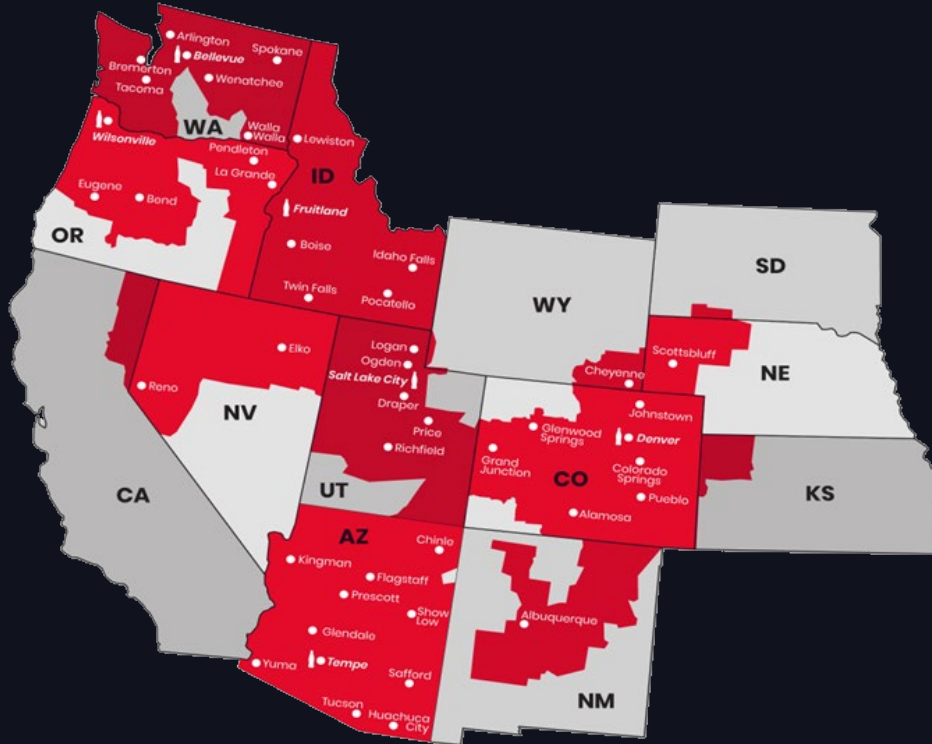 Arlington
Spokane
Bellevue
Bremerton
Wenatchee
Tacoma
WA
Walla
Walla
Lewiston
Wilsonville
Pendleton
La Grande
ID
Eugene
Bend
Fruitland
OR
Boise
Idaho Falls
Twin Falls
Pocatello
SD
WY
Logan
Ogden
Elko
Salt Lake City
Scottsbluff
Cheyenne
NE
Reno
Draper
NV
Price
Johnstown
Glenwood
Springs
Denver
Richfield
Grand
Junction
Colorado
Springs
CO
UT
CA
Pueblo
KS
Alamosa
AZ
Chinle
Kingman
Flagstaff
Prescott
Show
Low
Albuquerque
Glendale
Yuma
Tempe
Safford
NM
Tucson
Huachuca
City